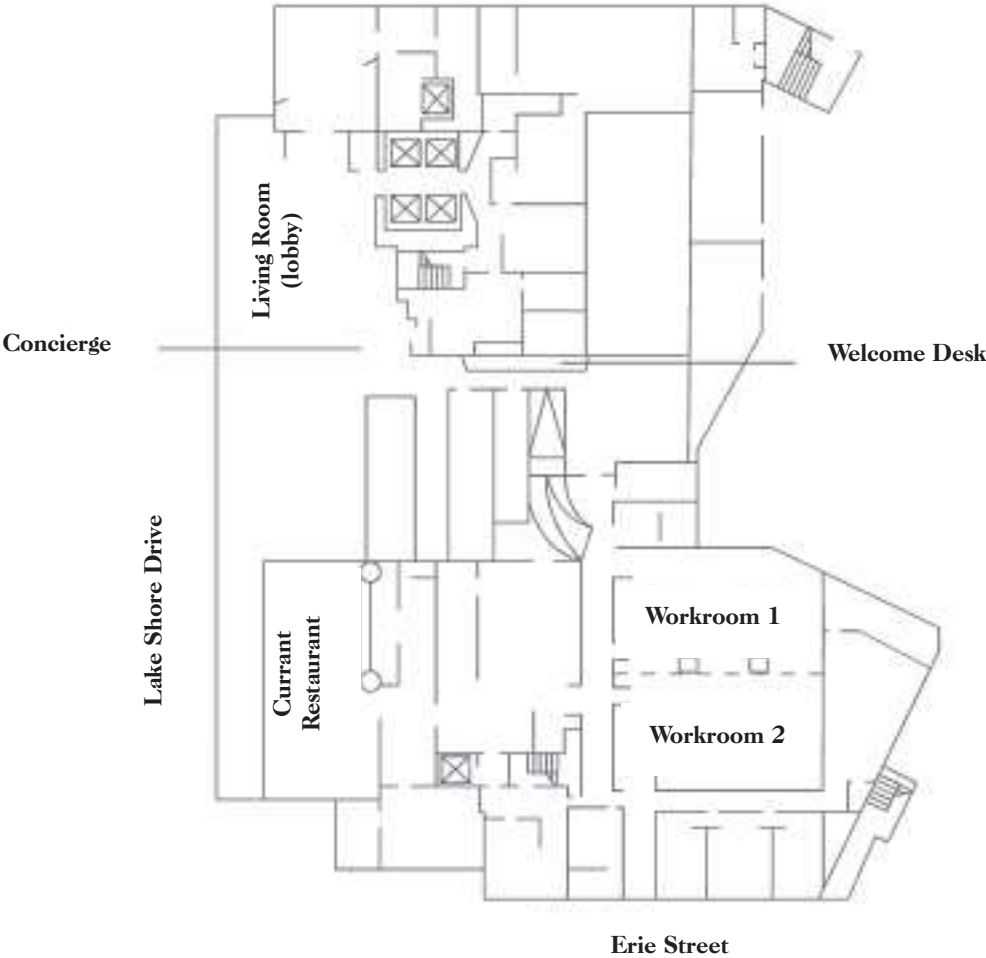 Living Room
(lobby)
Concierge
Welcome Desk
Lake Shore Drive
Currant
Restaurant
Workroom 1
Workroom 2
Erie Street